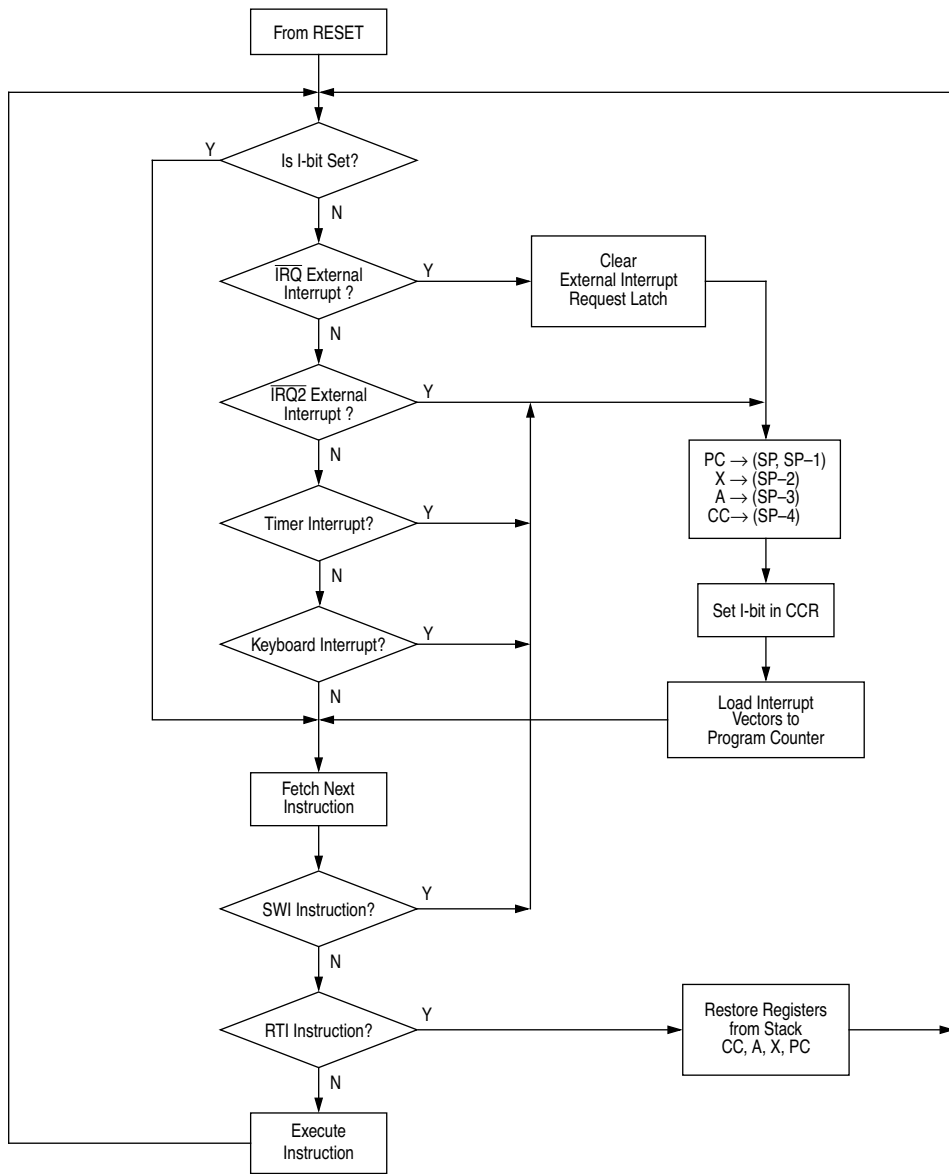 From RESET
Y
Is I-bit Set?
N
IRQ External
Interrupt ?
Y
Clear
External Interrupt
Request Latch
N
IRQ2 External
Interrupt ?
Y
PC → (SP, SP–1)
X → (SP–2)
A → (SP–3)
CC → (SP–4)
N
Timer Interrupt?
Y
N
Set I-bit in CCR
Keyboard Interrupt?
Y
N
Load Interrupt
Vectors to
Program Counter
Fetch Next
Instruction
SWI Instruction?
Y
N
RTI Instruction?
Y
Restore Registers
from Stack
CC, A, X, PC
N
Execute
Instruction